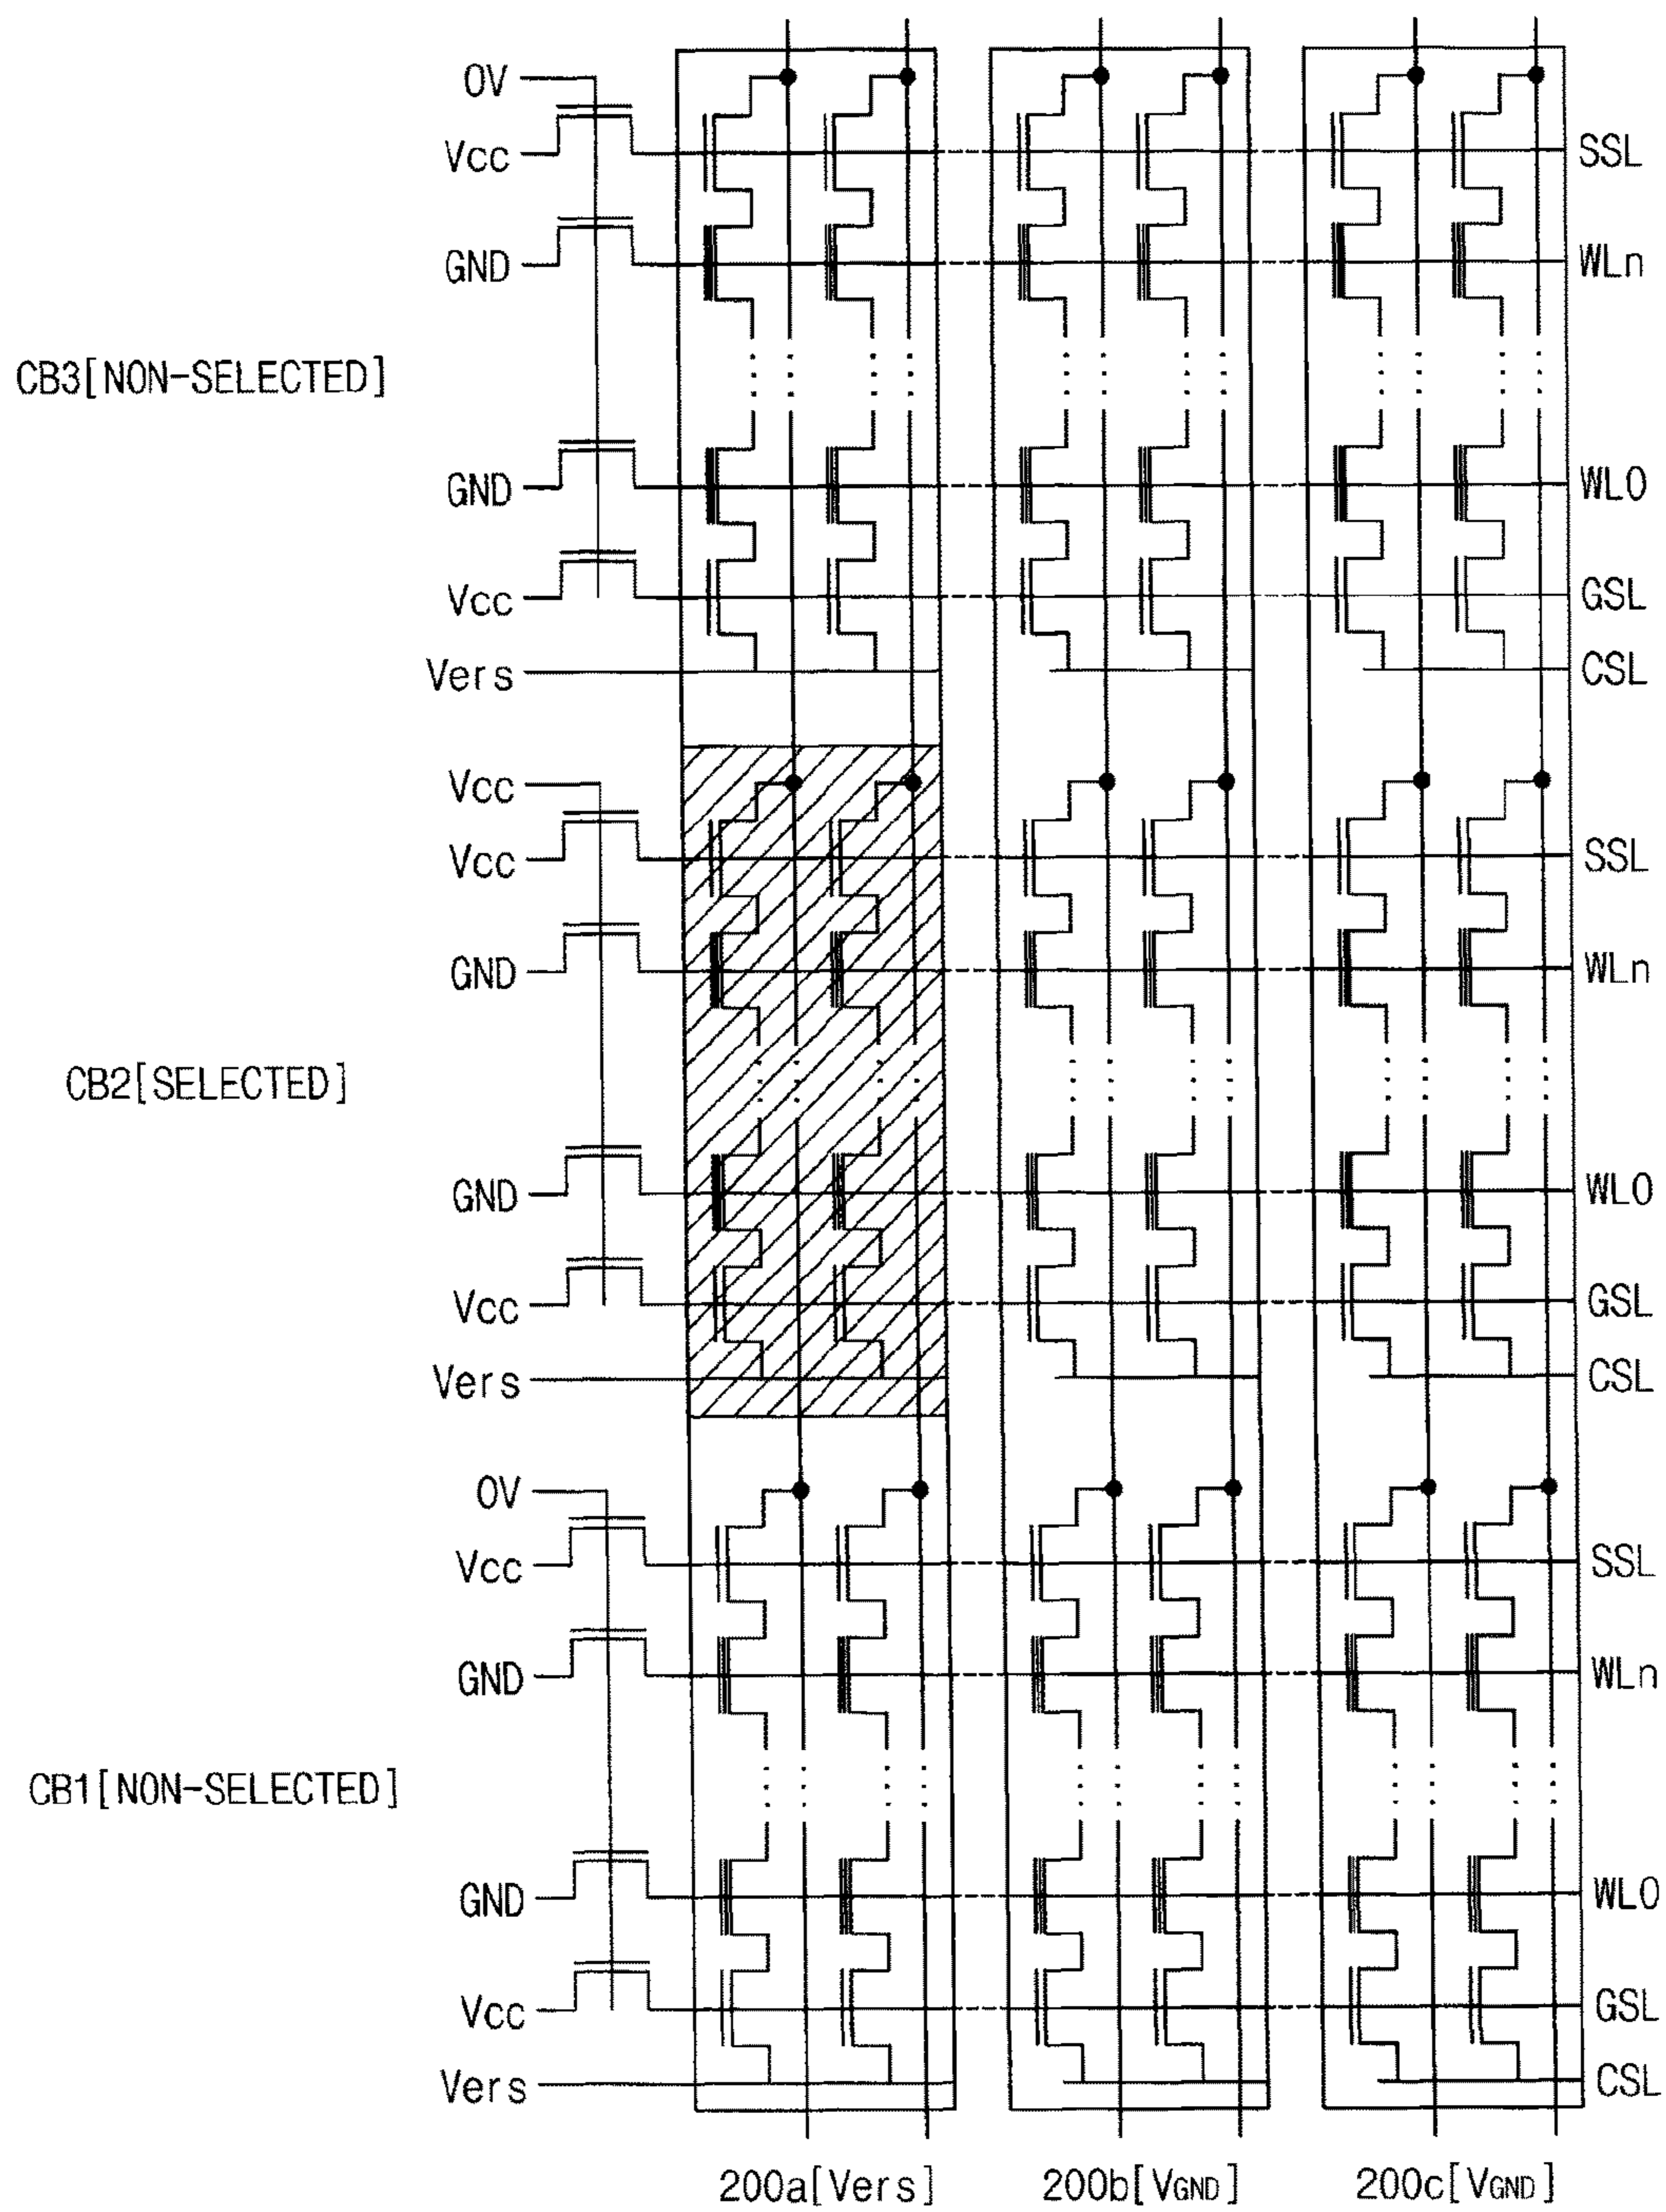 0V
Vcc SSL
GND WLn
CB3[NON-SELECTED]
GND WL0
Vcc GSL
Vers CSL
Vcc
Vcc SSL
GND WLn
CB2[SELECTED]
GND WL0
Vcc GSL
Vers CSL
0V
Vcc SSL
GND WLn
CB1[NON-SELECTED]
GND WL0
Vcc GSL
Vers CSL
200a[Vers] 200b[VGND] 200c[VGND]